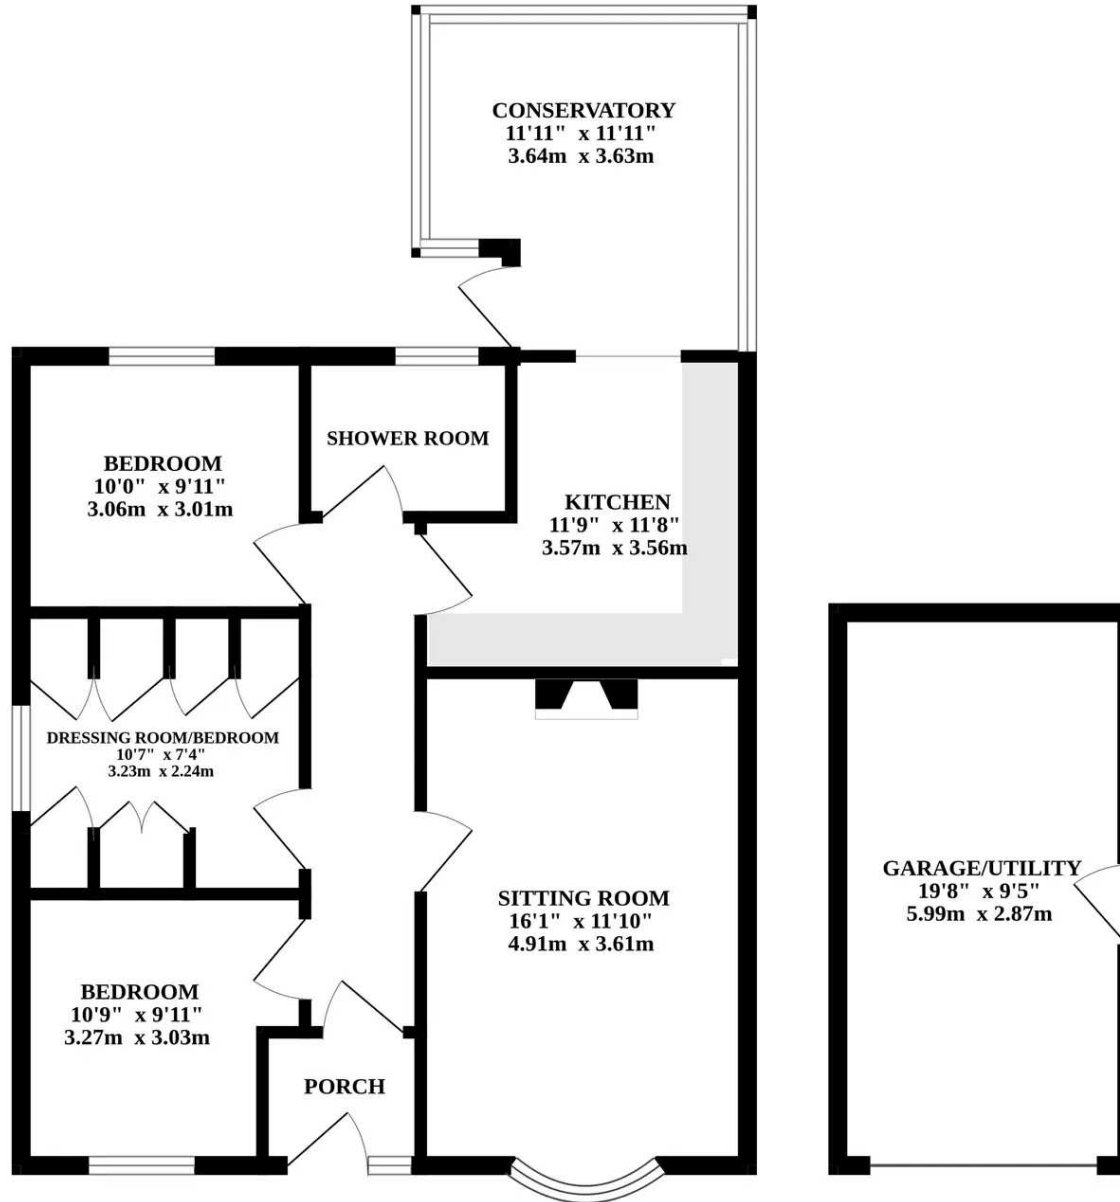 CONSERVATORY
11'11" x 11'11"
3.64m x 3.63m
SHOWER ROOM
BEDROOM
10'0" x 9'11"
3.06m x 3.01m
KITCHEN
11'9" x 11'8"
3.57m x 3.56m
DRESSING ROOM/BEDROOM
10'7" x 7'4"
3.23m x 2.24m
SITTING ROOM
16'1" x 11'10"
4.91m x 3.61m
GARAGE/UTILITY
19'8" x 9'5"
5.99m x 2.87m
BEDROOM
10'9" x 9'11"
3.27m x 3.03m
PORCH